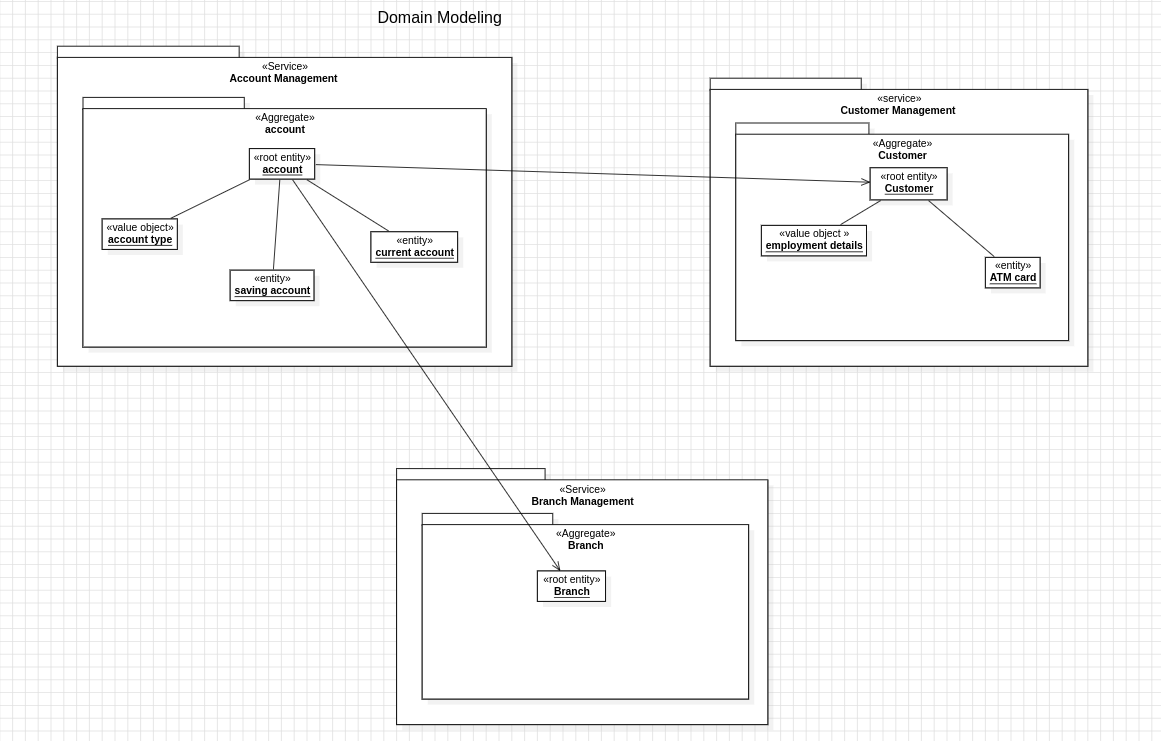 Domain Modeling
«Service»
Account Management
«Aggregate»
account
«root entity»
account
«value object»
account type
«entity»
saving account
«entity»
current account
«service»
Customer Management
«Aggregate»
Customer
«root entity»
Customer
«value object »
employment details
«entity»
ATM card
«Service»
Branch Management
«Aggregate»
Branch
«root entity»
Branch